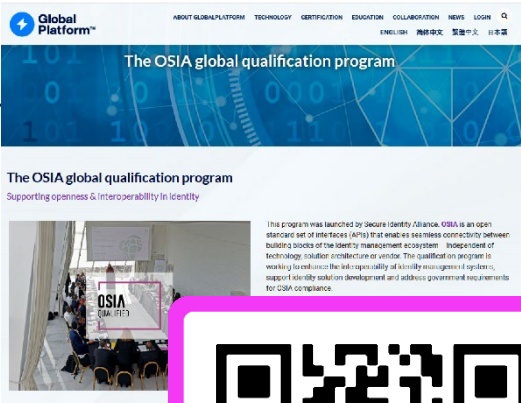 Global
Platform™
ABOUT GLOBALPLATFORM TECHNOLOGY CERTIFICATION EDUCATION COLLABORATION NEWS LOGIN
ENGLISH 简体中文 繁體中文 日本語
The OSIA global qualification program
The OSIA global qualification program
Supporting openness & Interoperability in Identity
OSIA
QUALIFIED
This program was launched by Secure Identity Alliance. OSIA is an open
standard set of interfaces (APIs) that enables seamless connectivity between
building blocks of the identity management ecosystem independent of
technology, solution architecture or vendor. The qualification program is
working to enhance the interoperability of identity management systems,
support identity solution development and address government requirements
for OSIA compliance.